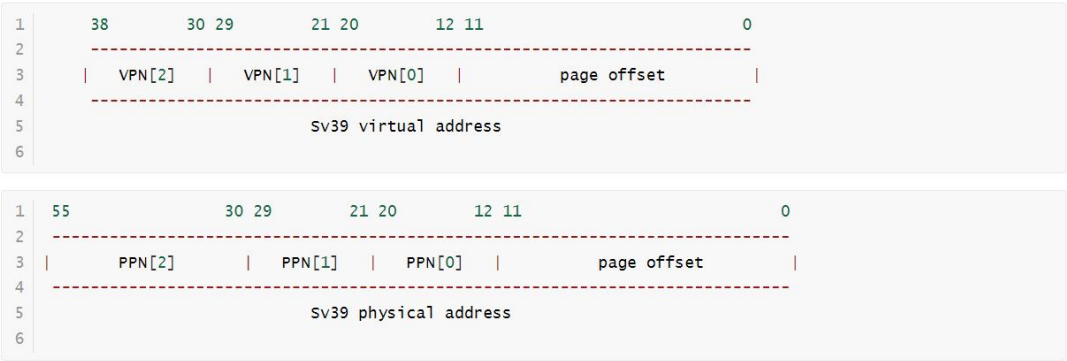 1 38 30 29 21 20 12 11 0
2 ---------------------------------------------------------------------
3 | VPN[2] | VPN[1] | VPN[0] | page offset |
4 ---------------------------------------------------------------------
5 Sv39 virtual address
6
1 55 30 29 21 20 12 11 0
2 -----------------------------------------------------------------------------
3 | PPN[2] | PPN[1] | PPN[0] | page offset |
4 -----------------------------------------------------------------------------
5 Sv39 physical address
6